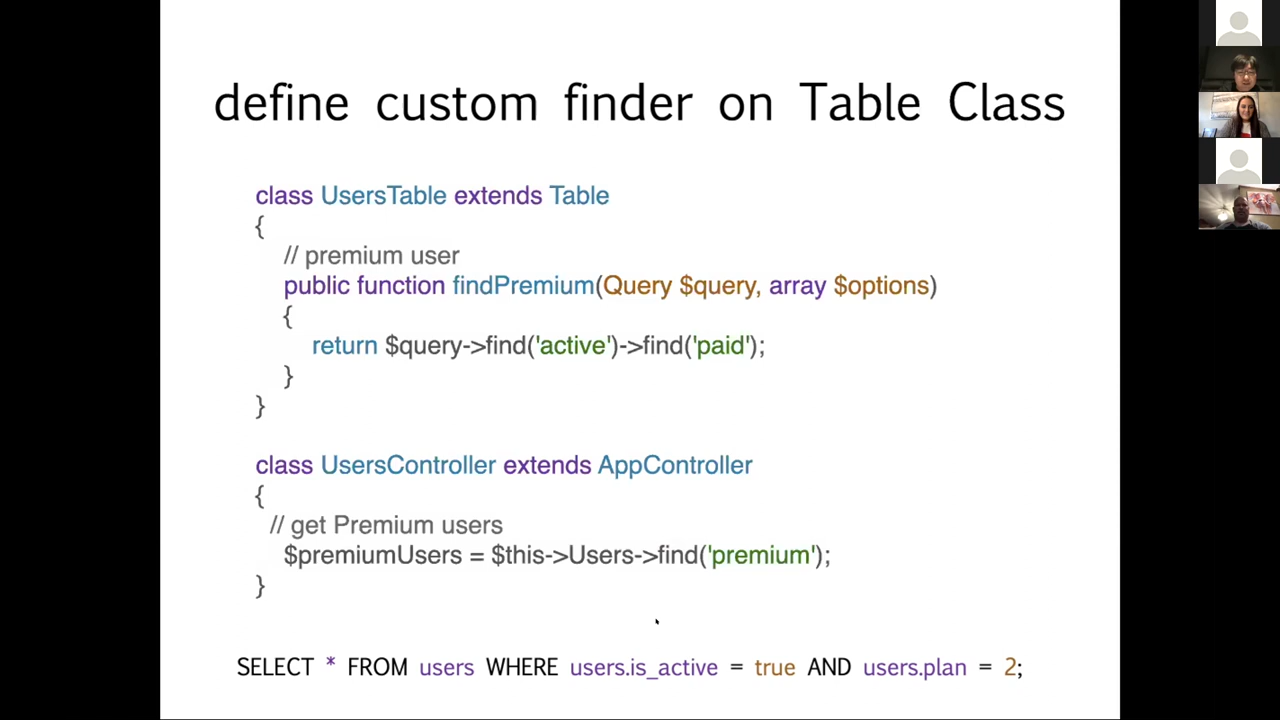 define custom finder on Table Class
class UsersTable extends Table
{
// premium user
public function findPremium(Query $query, array $options)
{
return $query->find('active')->find('paid');
}
}
class UsersController extends AppController
{
// get Premium users
$premiumUsers = $this->Users->find('premium');
}
SELECT * FROM users WHERE users.is_active = true AND users.plan = 2;